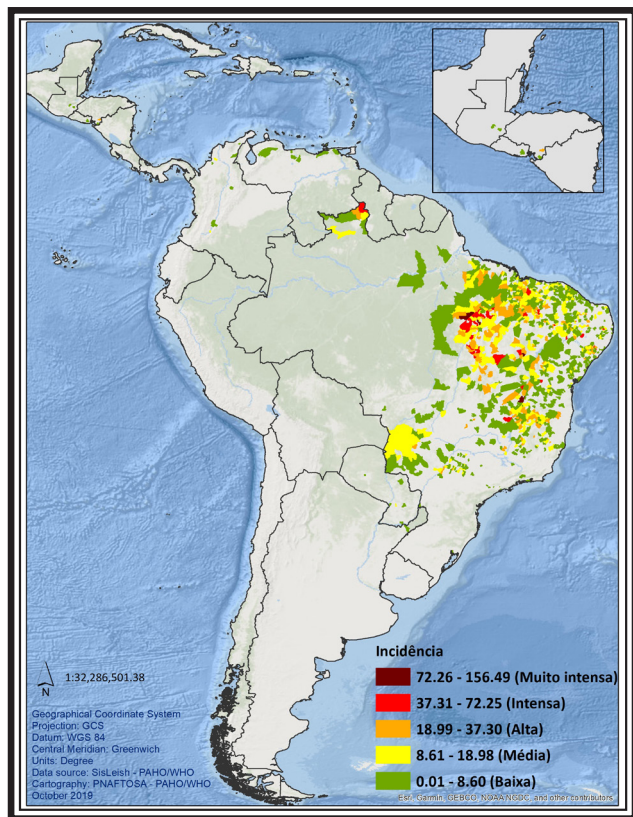 Incidência
72.26 - 156.49 (Muito intensa)
37.31 - 72.25 (Intensa)
18.99 - 37.30 (Alta)
8.61 - 18.98 (Média)
0.01 - 8.60 (Baixa)
N
1:32,286,501.38
Geographical Coordinate System
Projection: GCS
Datum: WGS 84
Central Meridian: Greenwich
Units: Degree
Data source: SisLeish - PAHO/WHO
Cartography: PNAFTOSA - PAHO/WHO
October 2019
Esri, Garmin, GEBCO, NOAA NGDC, and other contributors